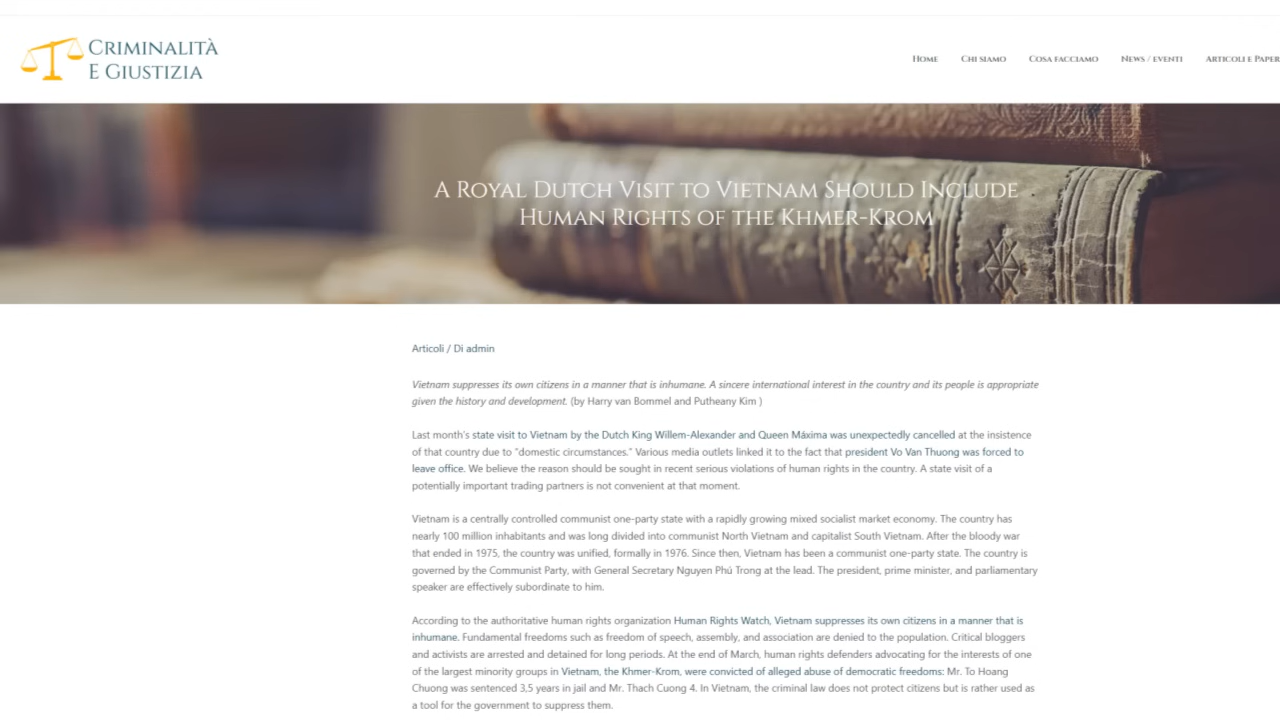 CRIMINALITÀ
E GIUSTIZIA
HOME CHI SIAMO COSA FACCIAMO NEWS / EVENTI ARTICOLI E PAPER
A ROYAL DUTCH VISIT TO VIETNAM SHOULD INCLUDE
HUMAN RIGHTS OF THE KHMER-KROM
Articoli / Di admin
Vietnam suppresses its own citizens in a manner that is inhumane. A sincere international interest in the country and its people is appropriate
given the history and development. (by Harry van Bommel and Putheany Kim )
Last month's state visit to Vietnam by the Dutch King Willem-Alexander and Queen Máxima was unexpectedly cancelled at the insistence
of that country due to "domestic circumstances." Various media outlets linked it to the fact that president Vo Van Thuong was forced to
leave office. We believe the reason should be sought in recent serious violations of human rights in the country. A state visit of a
potentially important trading partners is not convenient at that moment.
Vietnam is a centrally controlled communist one-party state with a rapidly growing mixed socialist market economy. The country has
nearly 100 million inhabitants and was long divided into communist North Vietnam and capitalist South Vietnam. After the bloody war
that ended in 1975, the country was unified, formally in 1976. Since then, Vietnam has been a communist one-party state. The country is
governed by the Communist Party, with General Secretary Nguyen Phú Trong at the lead. The president, prime minister, and parliamentary
speaker are effectively subordinate to him.
According to the authoritative human rights organization Human Rights Watch, Vietnam suppresses its own citizens in a manner that is
inhumane. Fundamental freedoms such as freedom of speech, assembly, and association are denied to the population. Critical bloggers
and activists are arrested and detained for long periods. At the end of March, human rights defenders advocating for the interests of one
of the largest minority groups in Vietnam, the Khmer-Krom, were convicted of alleged abuse of democratic freedoms: Mr. To Hoang
Chuong was sentenced 3,5 years in jail and Mr. Thach Cuong 4. In Vietnam, the criminal law does not protect citizens but is rather used as
a tool for the government to suppress them.